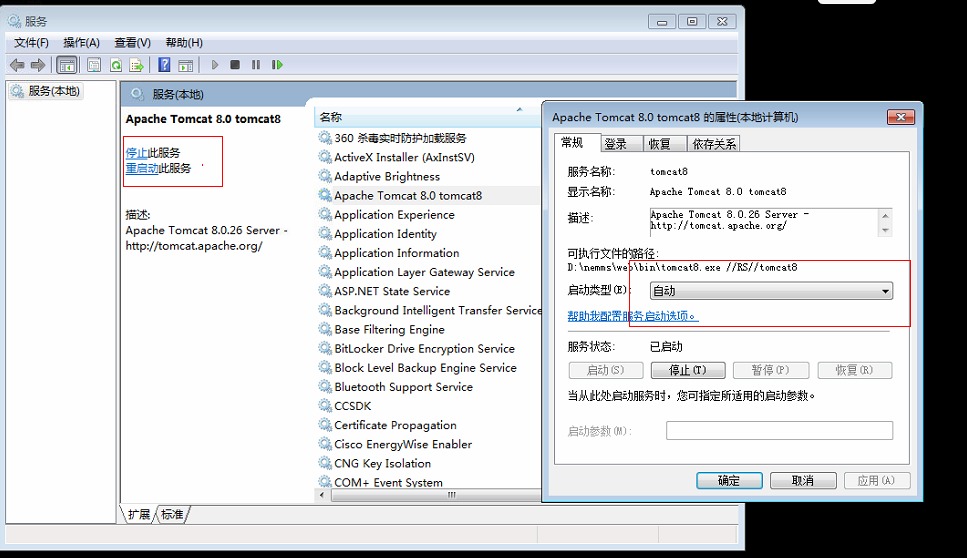 服务
文件(F) 操作(A) 查看(V) 帮助(H)
服务(本地)
服务(本地)
Apache Tomcat 8.0 tomcat8
停止此服务
重启动此服务
描述:
Apache Tomcat 8.0.26 Server -
http://tomcat.apache.org/
名称
360 杀毒实时防护加载服务
ActiveX Installer (AxInstSV)
Adaptive Brightness
Apache Tomcat 8.0 tomcat8
Application Experience
Application Identity
Application Information
Application Layer Gateway Service
ASP.NET State Service
Background Intelligent Transfer Service
Base Filtering Engine
BitLocker Drive Encryption Service
Block Level Backup Engine Service
Bluetooth Support Service
CCSDK
Certificate Propagation
Cisco EnergyWise Enabler
CNG Key Isolation
COM+ Event System
扩展 标准
Apache Tomcat 8.0 tomcat8 的属性(本地计算机)
常规 登录 恢复 依存关系
服务名称: tomcat8
显示名称: Apache Tomcat 8.0 tomcat8
描述: Apache Tomcat 8.0.26 Server -
http://tomcat.apache.org/
可执行文件的路径:
D:\nemms\web\bin\tomcat8.exe //RS//tomcat8
启动类型(E): 自动
帮助我配置服务启动选项。
服务状态: 已启动
启动(S) 停止(T) 暂停(P) 恢复(R)
当从此处启动服务时，您可指定所适用的启动参数。
启动参数(M):
确定 取消 应用(A)